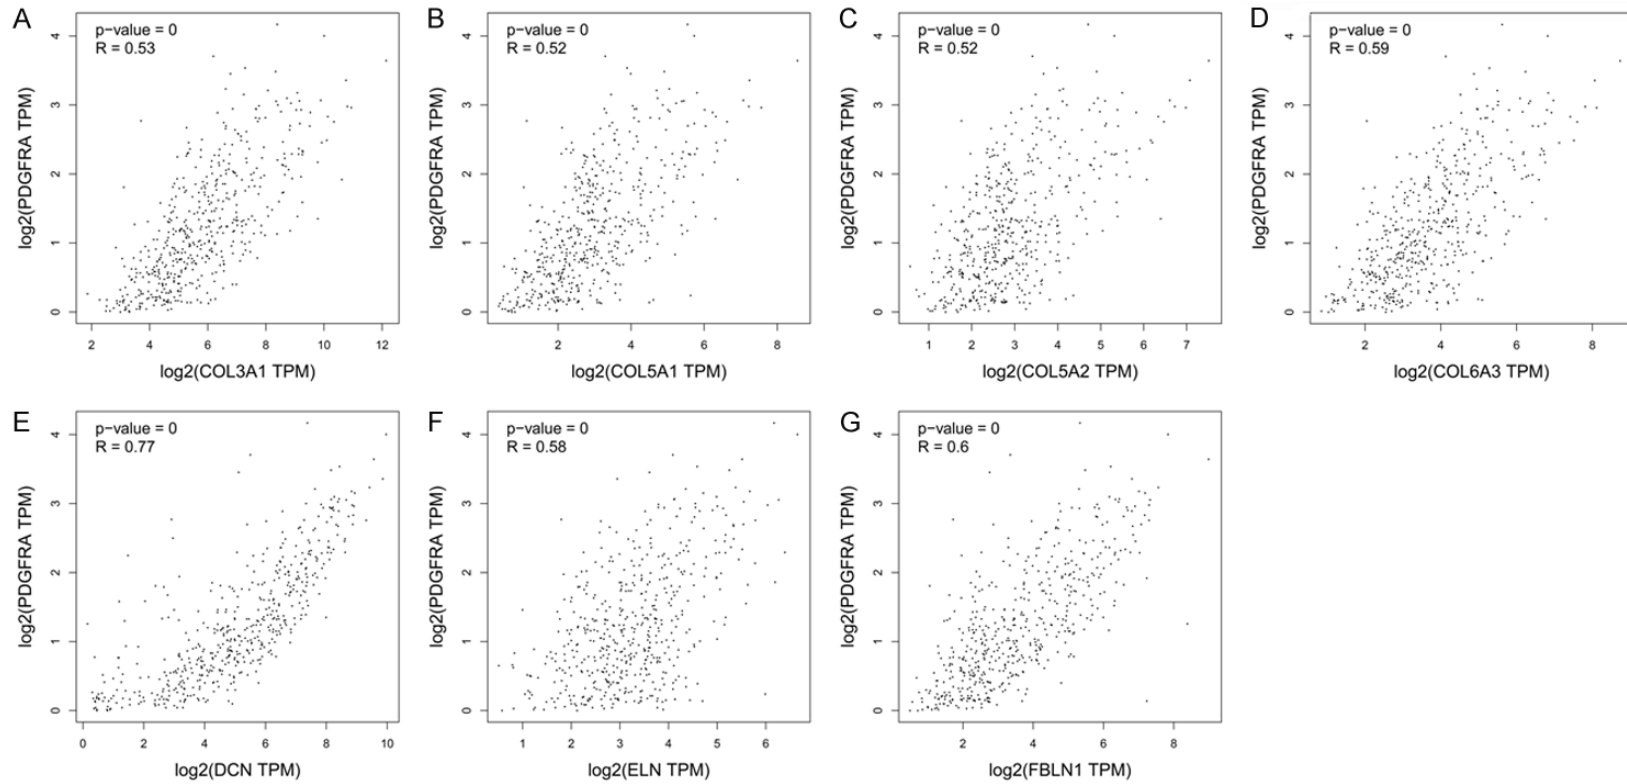 A
p−value = 0
R = 0.53
log2(PDGFRA TPM)
4
3
2
1
0
2 4 6 8 10 12
log2(COL3A1 TPM)
B
p−value = 0
R = 0.52
log2(PDGFRA TPM)
4
3
2
1
0
2 4 6 8
log2(COL5A1 TPM)
C
p−value = 0
R = 0.52
log2(PDGFRA TPM)
4
3
2
1
0
1 2 3 4 5 6 7
log2(COL5A2 TPM)
D
p−value = 0
R = 0.59
log2(PDGFRA TPM)
4
3
2
1
0
2 4 6 8
log2(COL6A3 TPM)
E
p−value = 0
R = 0.77
log2(PDGFRA TPM)
4
3
2
1
0
0 2 4 6 8 10
log2(DCN TPM)
F
p−value = 0
R = 0.58
log2(PDGFRA TPM)
4
3
2
1
0
1 2 3 4 5 6
log2(ELN TPM)
G
p−value = 0
R = 0.6
log2(PDGFRA TPM)
4
3
2
1
0
2 4 6 8
log2(FBLN1 TPM)